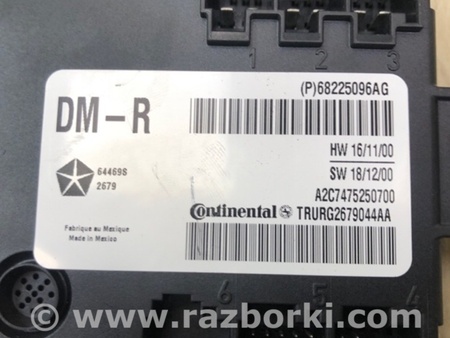 1 2 3
(P)68225096AG
DM-R
HW 16/11/00
64469S
2679
SW 18/12/00
A2C7475250700
Continental
TRURG2679044AA
Fabrique au Mexique
Made in Mexico
6 5 4
www.razborki.com